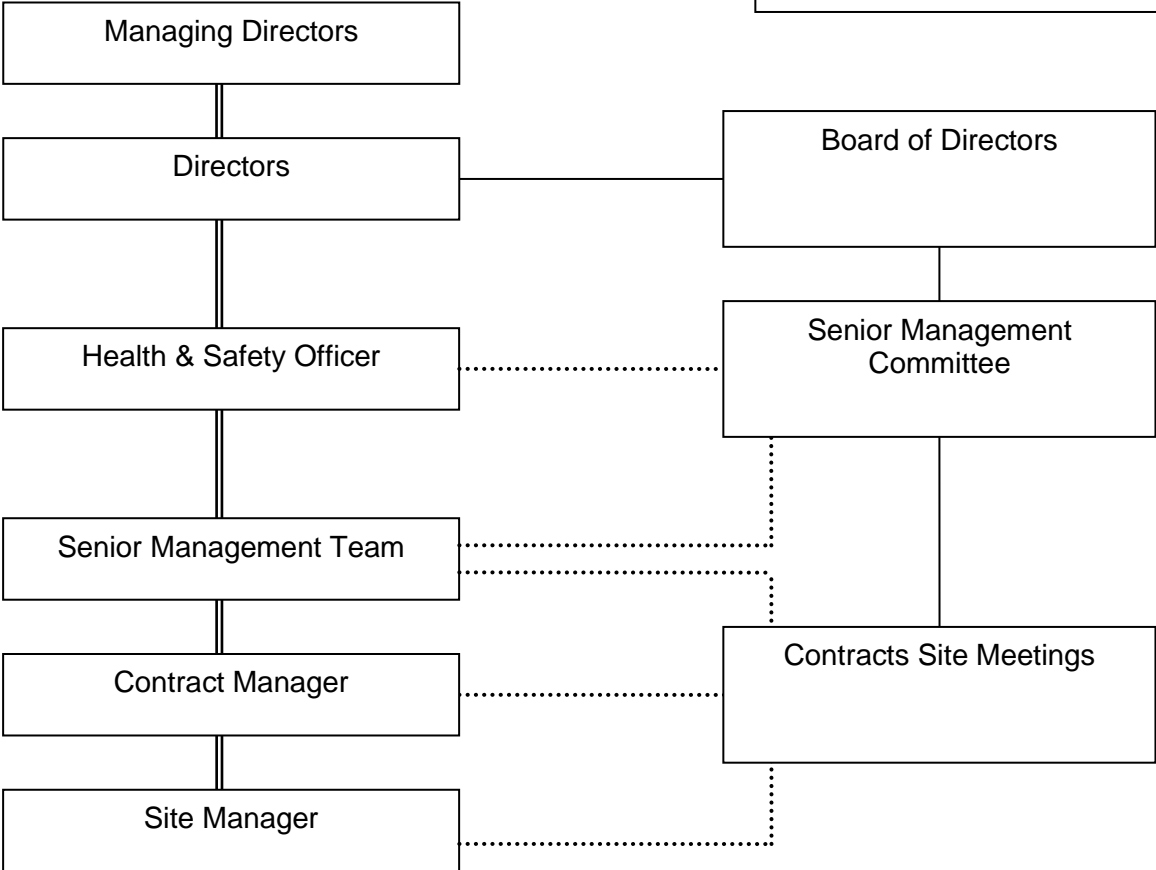 Managing Directors
Directors
Board of Directors
Health & Safety Officer
Senior Management
Committee
Senior Management Team
Contract Manager
Contracts Site Meetings
Site Manager